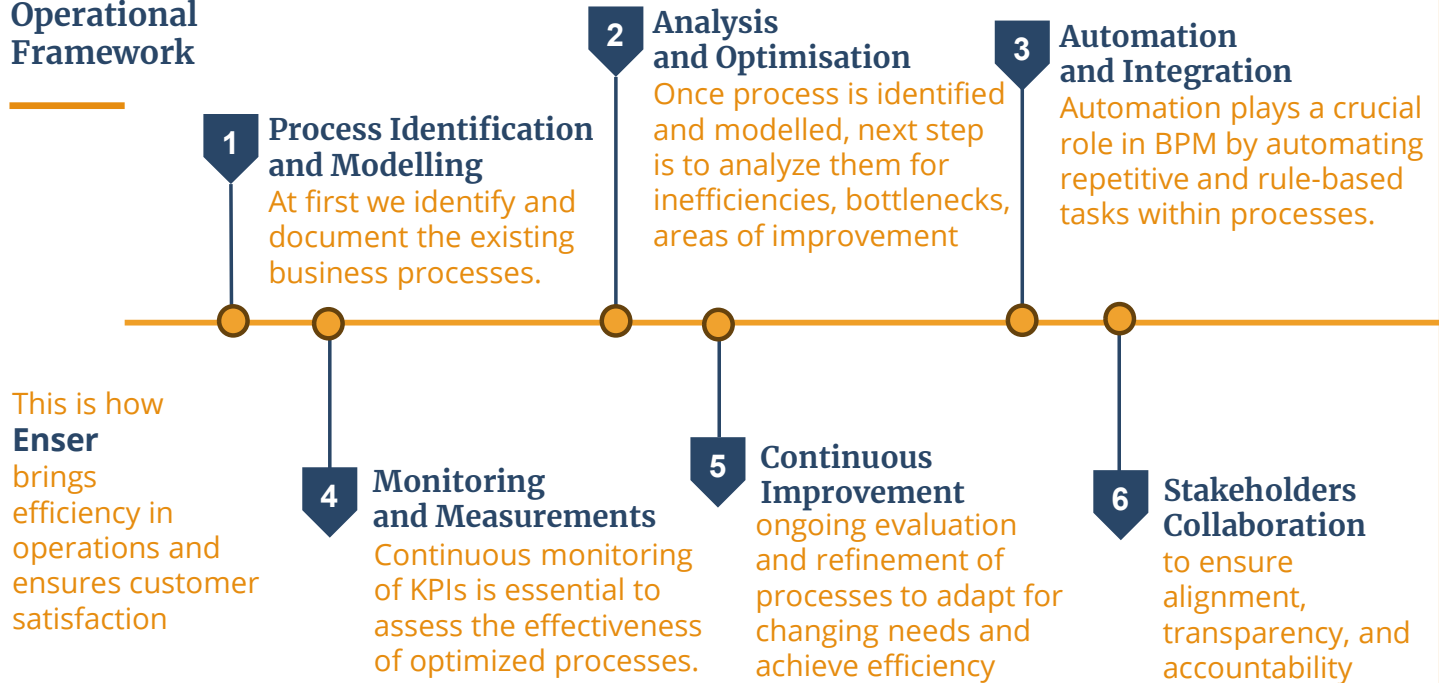 Operational
Framework
1
Process Identification
and Modelling
At first we identify and
document the existing
business processes.
2
Analysis
and Optimisation
Once process is identified
and modelled, next step
is to analyze them for
inefficiencies, bottlenecks,
areas of improvement
3
Automation
and Integration
Automation plays a crucial
role in BPM by automating
repetitive and rule-based
tasks within processes.
This is how
Enser
brings
efficiency in
operations and
ensures customer
satisfaction
4
Monitoring
and Measurements
Continuous monitoring
of KPIs is essential to
assess the effectiveness
of optimized processes.
5
Continuous
Improvement
ongoing evaluation
and refinement of
processes to adapt for
changing needs and
achieve efficiency
6
Stakeholders
Collaboration
to ensure
alignment,
transparency, and
accountability